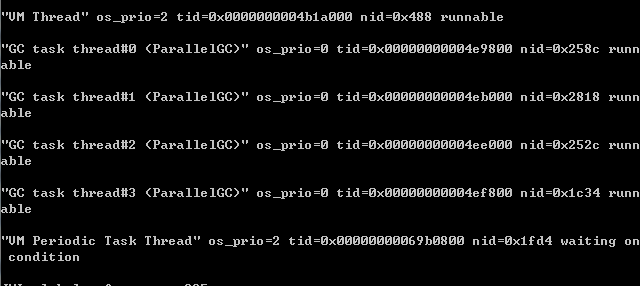 "VM Thread" os_prio=2 tid=0x0000000004b1a000 nid=0x488 runnable
"GC task thread#0 (ParallelGC)" os_prio=0 tid=0x00000000004e9800 nid=0x258c runn
able
"GC task thread#1 (ParallelGC)" os_prio=0 tid=0x00000000004eb000 nid=0x2818 runn
able
"GC task thread#2 (ParallelGC)" os_prio=0 tid=0x00000000004ee000 nid=0x252c runn
able
"GC task thread#3 (ParallelGC)" os_prio=0 tid=0x00000000004ef800 nid=0x1c34 runn
able
"VM Periodic Task Thread" os_prio=2 tid=0x00000000069b0800 nid=0x1fd4 waiting on
condition